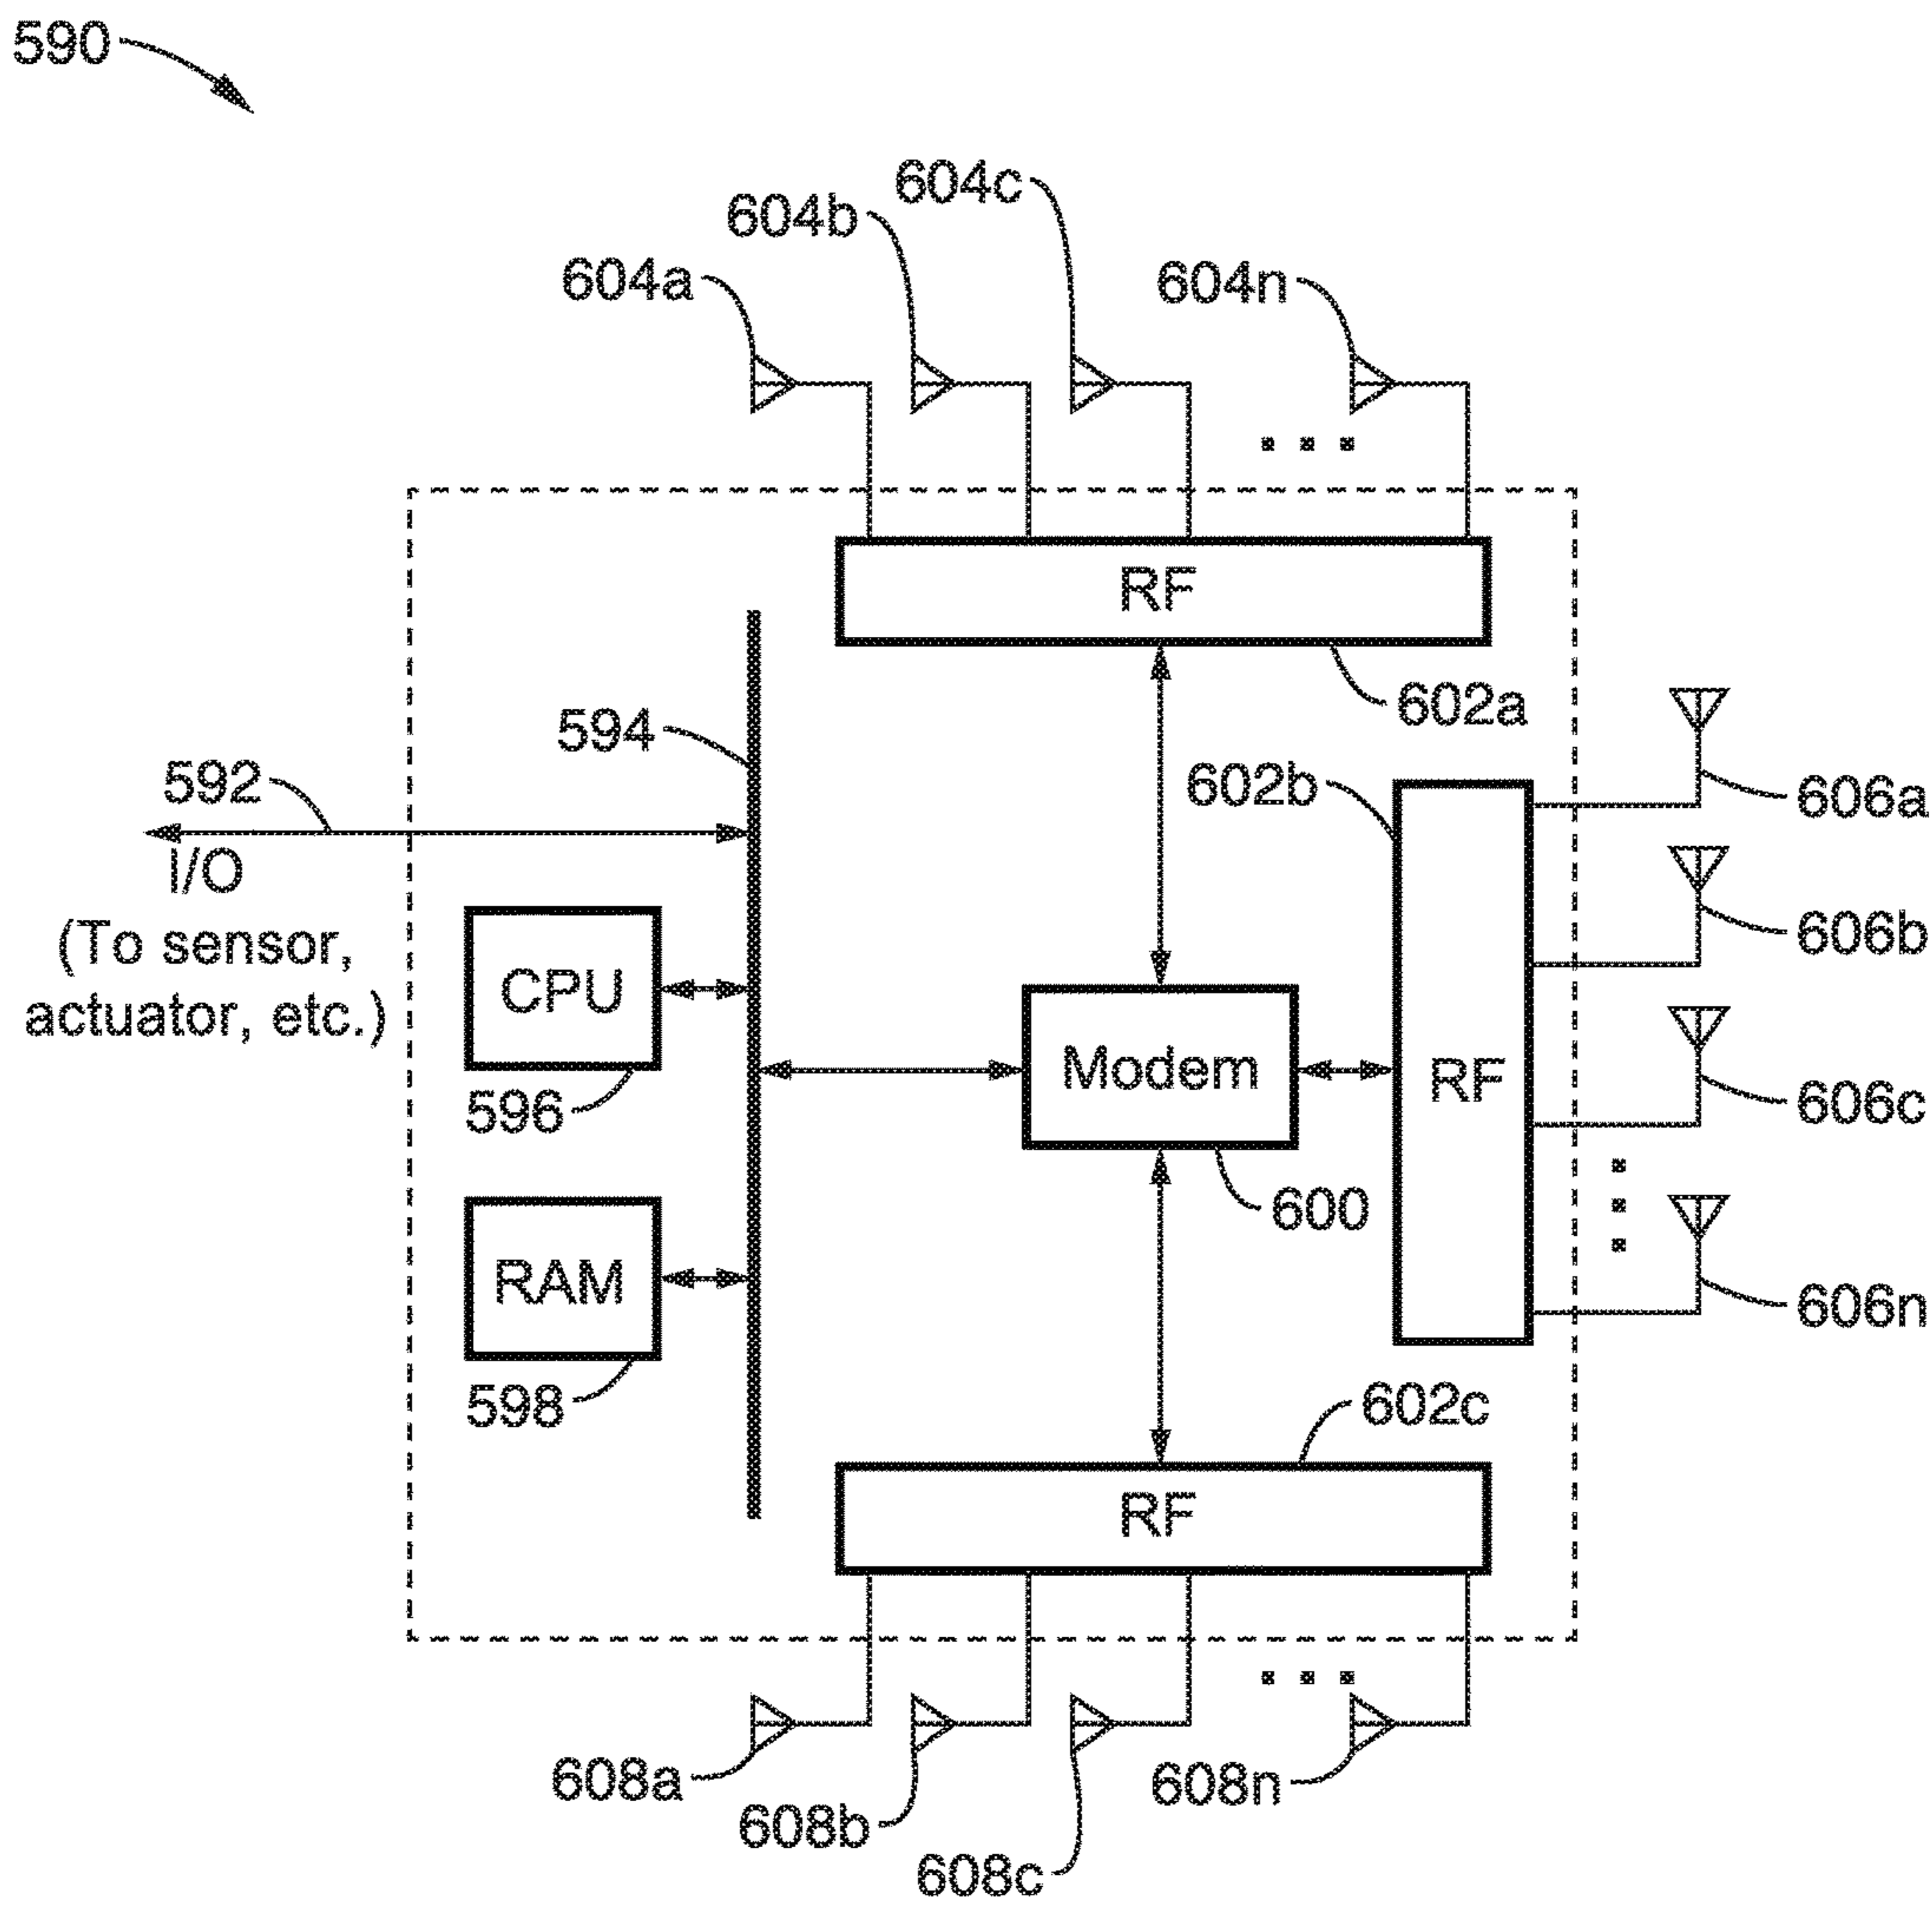 590
604c
604b
604a
604n
RF
602a
594
602b
592
606a
I/O
(To sensor,
actuator, etc.)
606b
CPU
Modem
RF
606c
596
600
RAM
606n
598
602c
RF
608a
608n
608b
608c